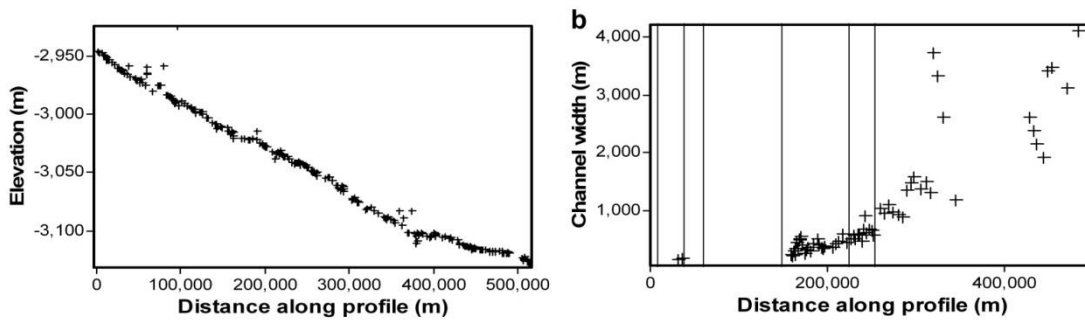 -2,950
-3,000
-3,050
-3,100
Elevation (m)
0 100,000 200,000 300,000 400,000 500,000
Distance along profile (m)
b
4,000
3,000
2,000
1,000
Channel width (m)
0 200,000 400,000
Distance along profile (m)